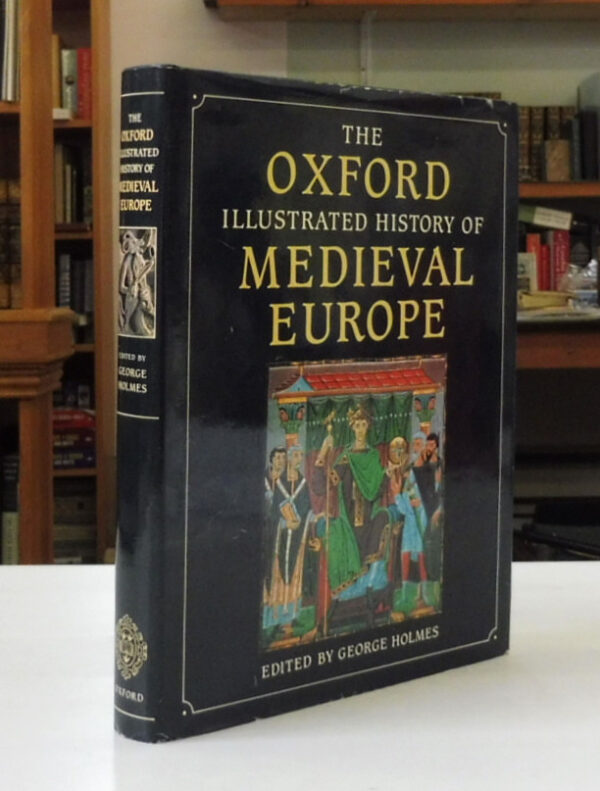 THE
OXFORD
ILLUSTRATED
HISTORY OF
MEDIEVAL
EUROPE
EDITED BY
GEORGE
HOLMES
OXFORD
THE
OXFORD
ILLUSTRATED HISTORY OF
MEDIEVAL
EUROPE
EDITED BY GEORGE HOLMES